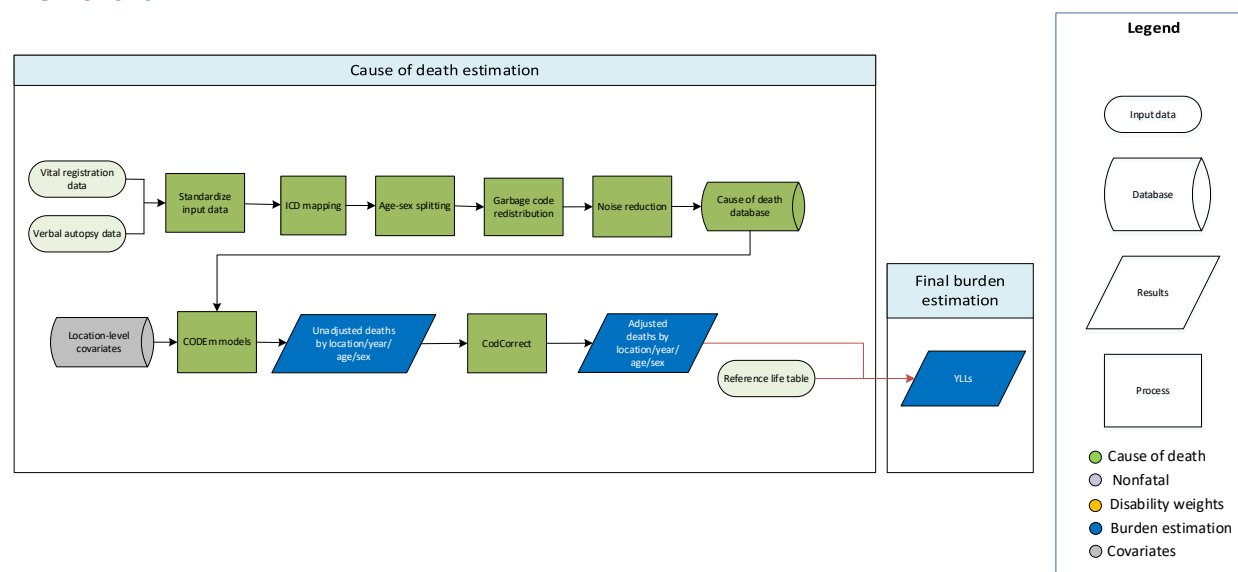 Legend
Cause of death estimation
Input data
Vital registration
data
Verbal autopsy data
Standardize
input data
ICD mapping
Age-sex splitting
Garbage code
redistribution
Noise reduction
Cause of death
database
Database
Final burden
estimation
Results
Location-level
covariates
CODEm models
Unadjusted deaths
by location/year/
age/sex
CodCorrect
Adjusted
deaths by
location/year/
age/sex
Reference life table
YLLs
Process
Cause of death
Nonfatal
Disability weights
Burden estimation
Covariates